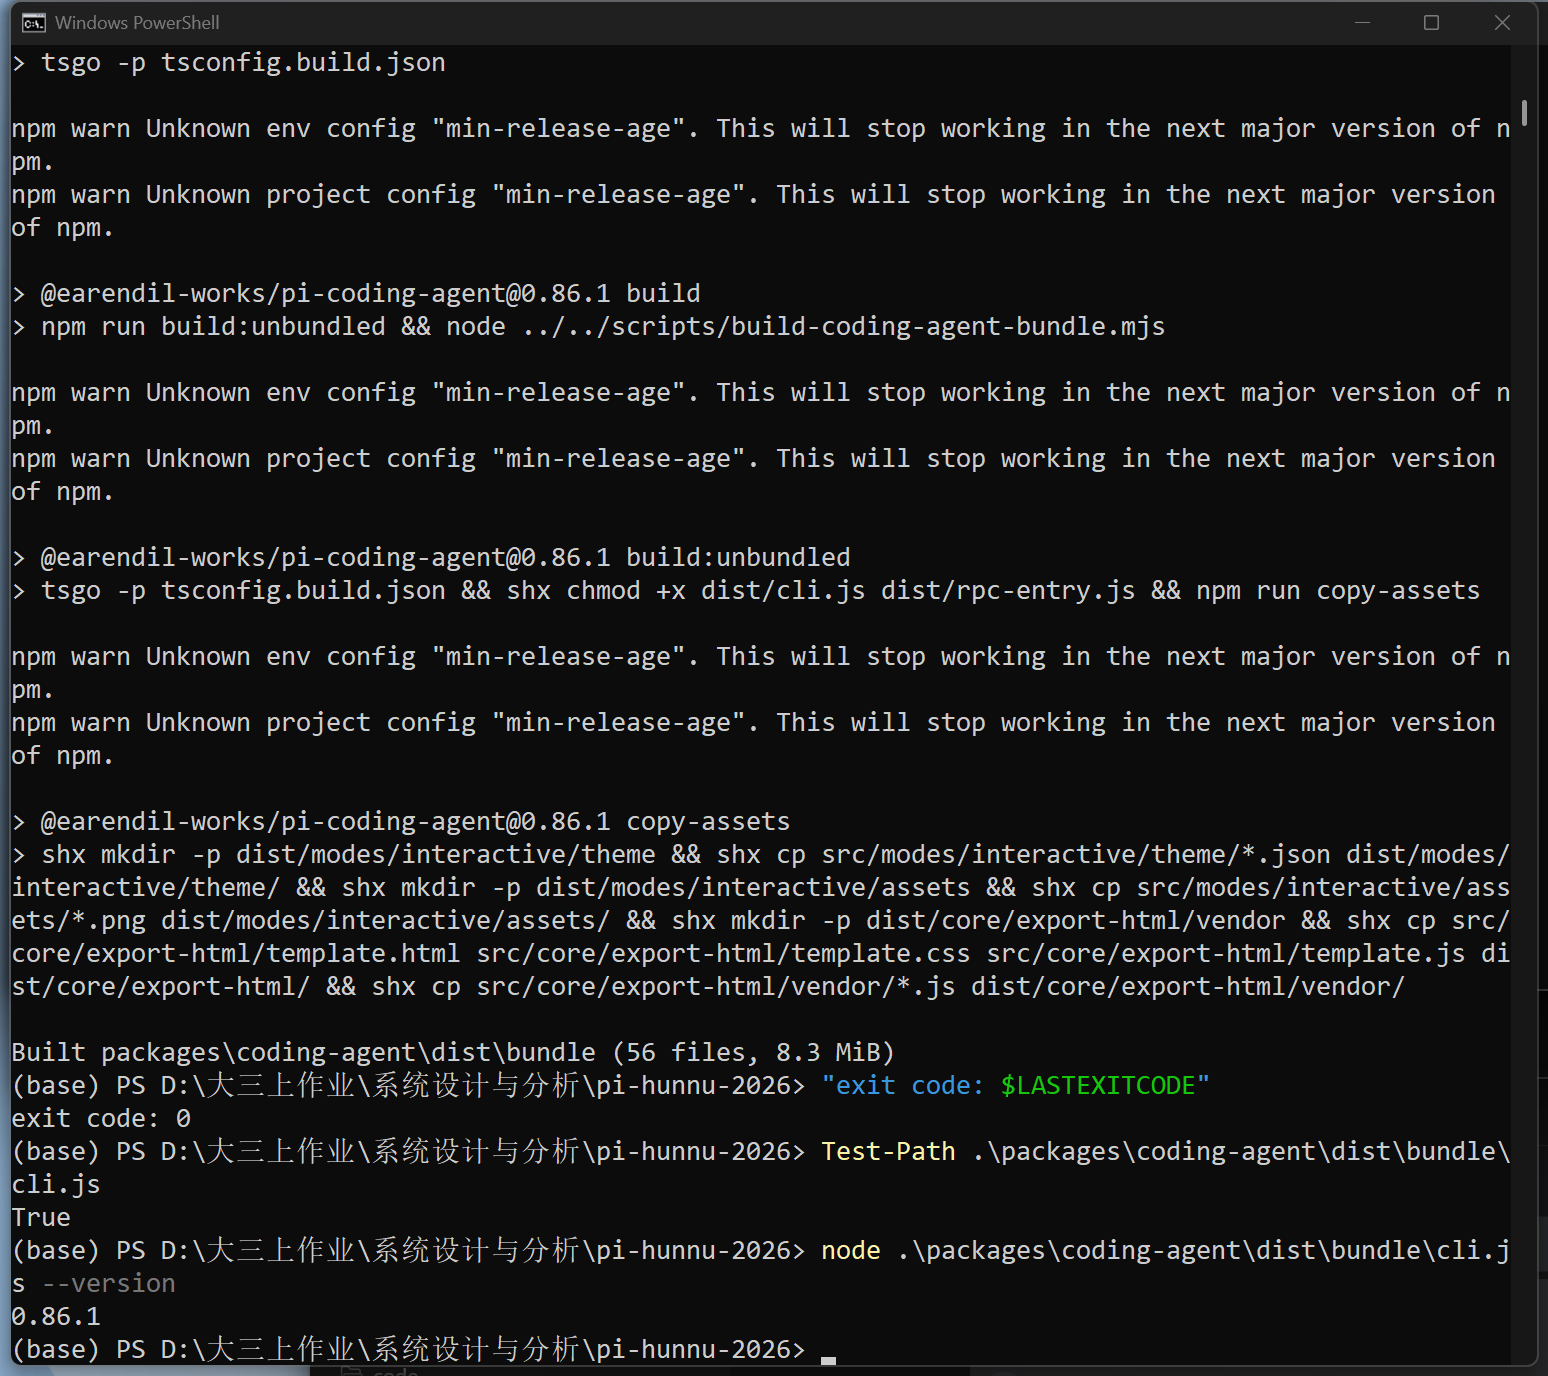 Windows PowerShell
> tsgo -p tsconfig.build.json
npm warn Unknown env config "min-release-age". This will stop working in the next major version of n
pm.
npm warn Unknown project config "min-release-age". This will stop working in the next major version
of npm.
> @earendil-works/pi-coding-agent@0.86.1 build
> npm run build:unbundled && node ../../scripts/build-coding-agent-bundle.mjs
npm warn Unknown env config "min-release-age". This will stop working in the next major version of n
pm.
npm warn Unknown project config "min-release-age". This will stop working in the next major version
of npm.
> @earendil-works/pi-coding-agent@0.86.1 build:unbundled
> tsgo -p tsconfig.build.json && shx chmod +x dist/cli.js dist/rpc-entry.js && npm run copy-assets
npm warn Unknown env config "min-release-age". This will stop working in the next major version of n
pm.
npm warn Unknown project config "min-release-age". This will stop working in the next major version
of npm.
> @earendil-works/pi-coding-agent@0.86.1 copy-assets
> shx mkdir -p dist/modes/interactive/theme && shx cp src/modes/interactive/theme/*.json dist/modes/
interactive/theme/ && shx mkdir -p dist/modes/interactive/assets && shx cp src/modes/interactive/ass
ets/*.png dist/modes/interactive/assets/ && shx mkdir -p dist/core/export-html/vendor && shx cp src/
core/export-html/template.html src/core/export-html/template.css src/core/export-html/template.js di
st/core/export-html/ && shx cp src/core/export-html/vendor/*.js dist/core/export-html/vendor/
Built packages\coding-agent\dist\bundle (56 files, 8.3 MiB)
(base) PS D:\大三上作业\系统设计与分析\pi-hunnu-2026> "exit code: $LASTEXITCODE"
exit code: 0
(base) PS D:\大三上作业\系统设计与分析\pi-hunnu-2026> Test-Path .\packages\coding-agent\dist\bundle\
cli.js
True
(base) PS D:\大三上作业\系统设计与分析\pi-hunnu-2026> node .\packages\coding-agent\dist\bundle\cli.j
s --version
0.86.1
(base) PS D:\大三上作业\系统设计与分析\pi-hunnu-2026>